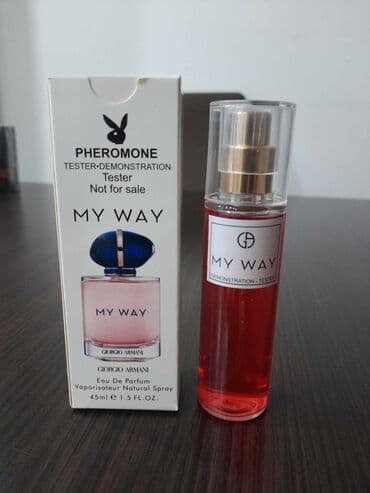 PHEROMONE
TESTER•DEMONSTRATION
Tester
Not for sale
MY WAY
MY WAY
GIORGIO ARMANI
GIORGIO ARMANI
Eau De Parfum
Vaporisateur Natural Spray
45ml ℮ 1.5 FL.OZ.
MY WAY
DEMONSTRATION - TESTER